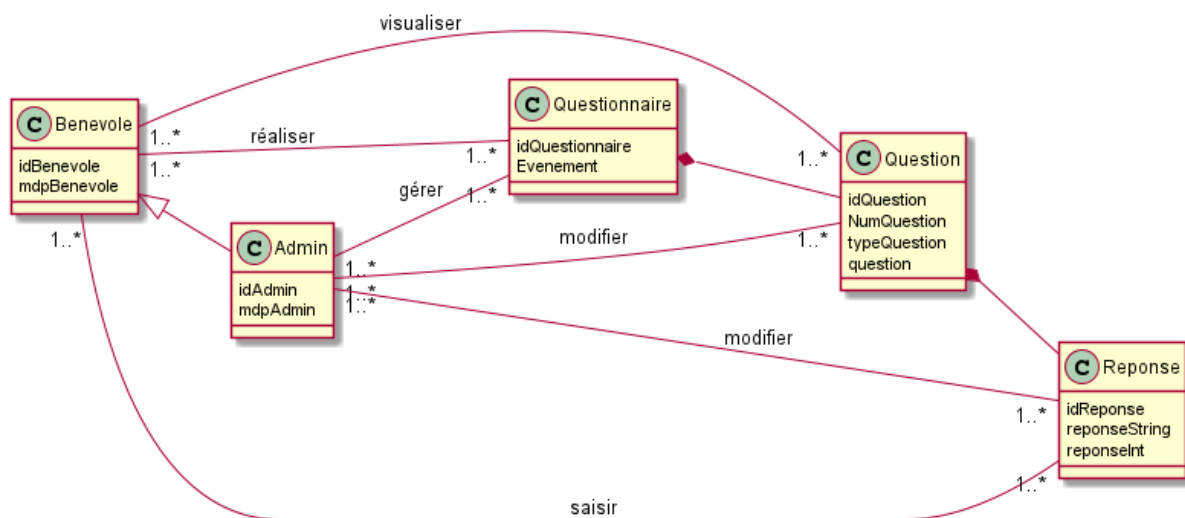 visualiser
C Benevole
idBenevole
mdpBenevole
1..*
1..*
1..*
réaliser
1..*
C Questionnaire
idQuestionnaire
Evenement
1..*
gérer
C Admin
idAdmin
mdpAdmin
1..*
1..*
1..*
modifier
1..*
1..*
C Question
idQuestion
NumQuestion
typeQuestion
question
modifier
1..*
C Reponse
idReponse
reponseString
reponseInt
1..*
saisir